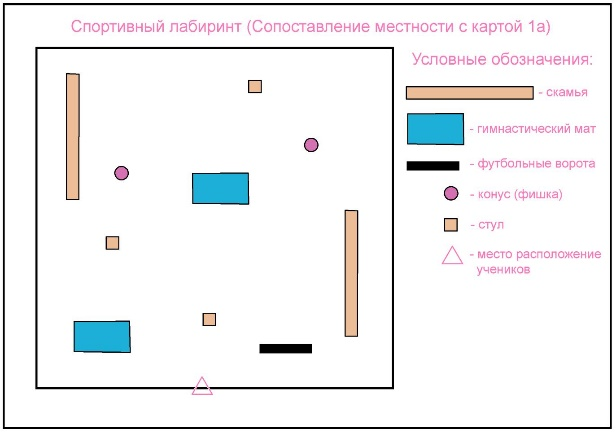 Спортивный лабиринт (Сопоставление местности с картой 1а)
Условные обозначения:
- скамья
- гимнастический мат
- футбольные ворота
- конус (фишка)
- стул
- место расположение
учеников